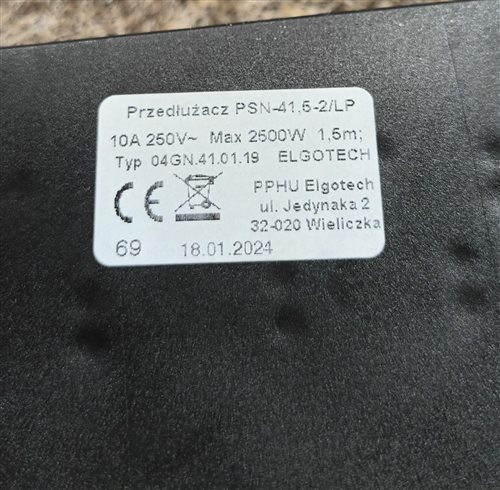 Przedłużacz PSN-41,5-2/LP
10A 250V~ Max 2500W 1,5m;
Typ 04GN.41.01.19 ELGOTECH
CE
PPHU Elgotech
ul. Jedynaka 2
32-020 Wieliczka
69 18.01.2024